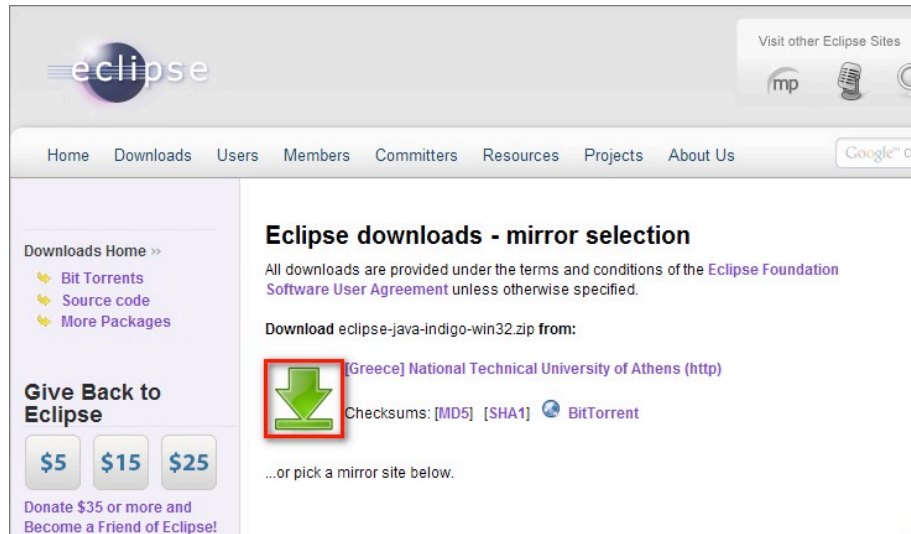 eclipse
Visit other Eclipse Sites
mp
Home Downloads Users Members Committers Resources Projects About Us
Google™
Downloads Home »
Bit Torrents
Source code
More Packages
Give Back to
Eclipse
$5 $15 $25
Donate $35 or more and
Become a Friend of Eclipse!
Eclipse downloads - mirror selection
All downloads are provided under the terms and conditions of the Eclipse Foundation
Software User Agreement unless otherwise specified.
Download eclipse-java-indigo-win32.zip from:
[Greece] National Technical University of Athens (http)
Checksums: [MD5] [SHA1] BitTorrent
...or pick a mirror site below.